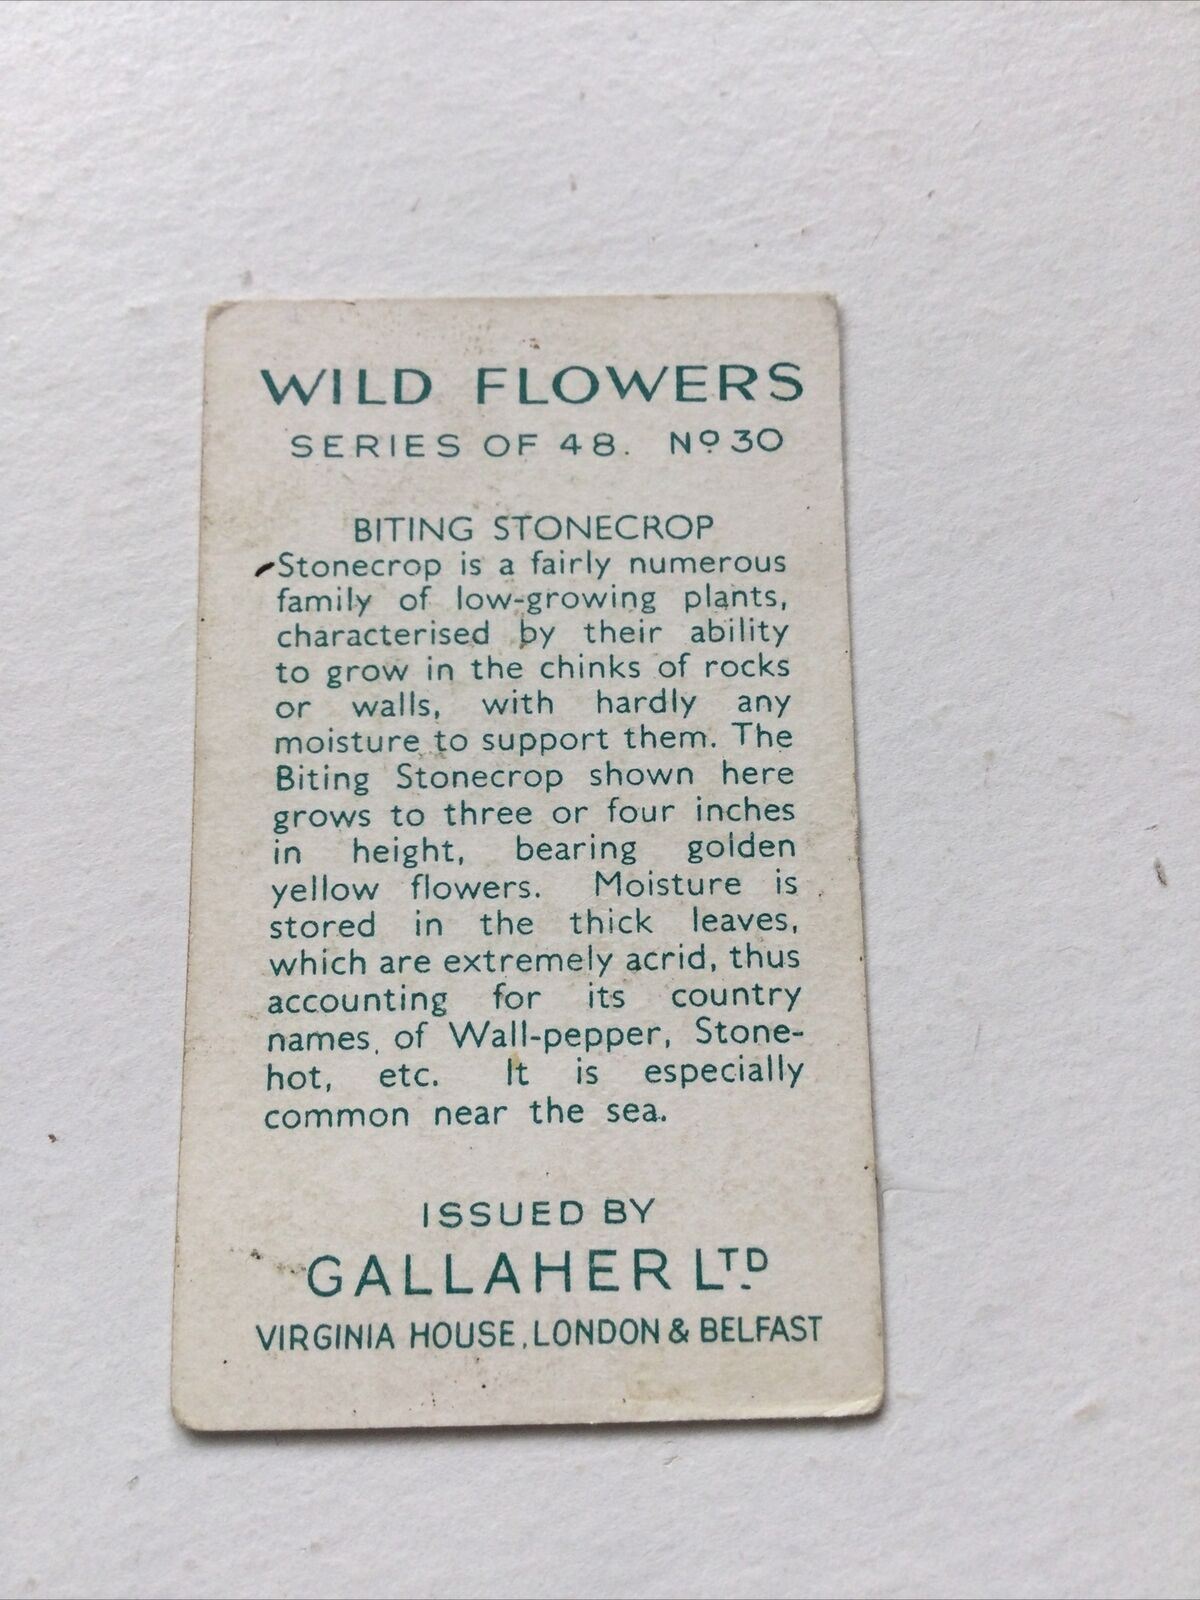 WILD FLOWERS
SERIES OF 48. Nº 30
BITING STONECROP
Stonecrop is a fairly numerous
family of low-growing plants,
characterised by their ability
to grow in the chinks of rocks
or walls, with hardly any
moisture to support them. The
Biting Stonecrop shown here
grows to three or four inches
in height, bearing golden
yellow flowers. Moisture is
stored in the thick leaves,
which are extremely acrid, thus
accounting for its country
names of Wall-pepper, Stone-
hot, etc. It is especially
common near the sea.
ISSUED BY
GALLAHER LTD
VIRGINIA HOUSE, LONDON & BELFAST